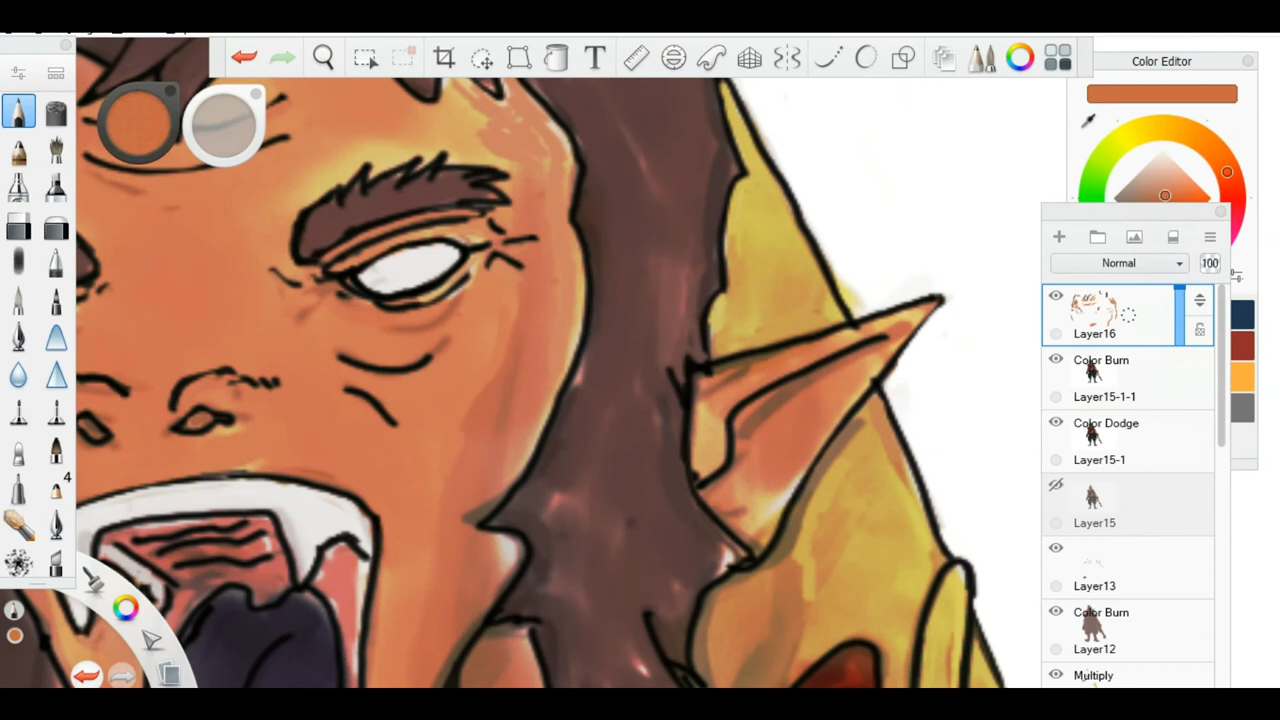 T
Color Editor
Normal
100
Layer16
Color Burn
Layer15-1-1
Color Dodge
Layer15-1
Layer15
Layer13
Color Burn
Layer12
Multiply
4